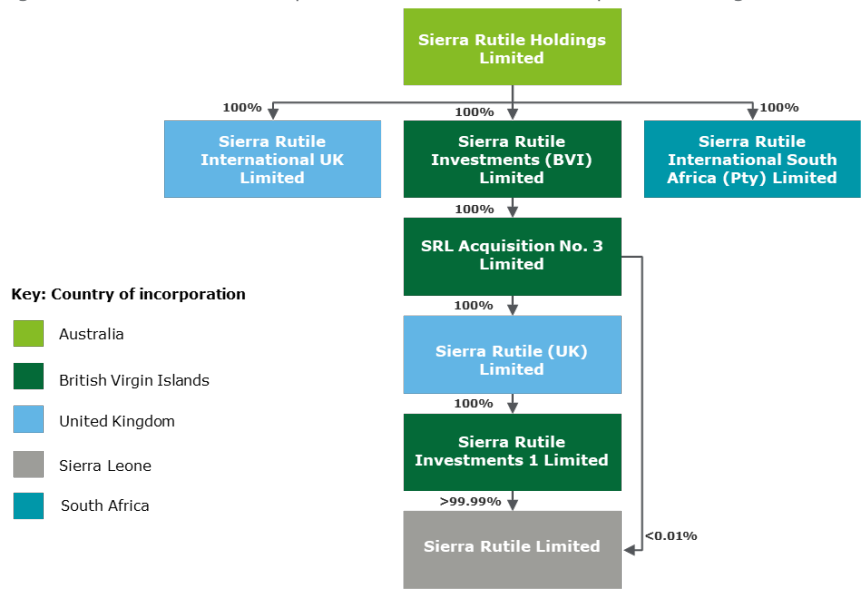 Sierra Rutile Holdings
Limited
100%
100%
100%
Sierra Rutile
International UK
Limited
Sierra Rutile
Investments (BVI)
Limited
Sierra Rutile
International South
Africa (Pty) Limited
100%
SRL Acquisition No. 3
Limited
100%
Sierra Rutile (UK)
Limited
100%
Sierra Rutile
Investments 1 Limited
>99.99%
<0.01%
Sierra Rutile Limited
Key: Country of incorporation
Australia
British Virgin Islands
United Kingdom
Sierra Leone
South Africa